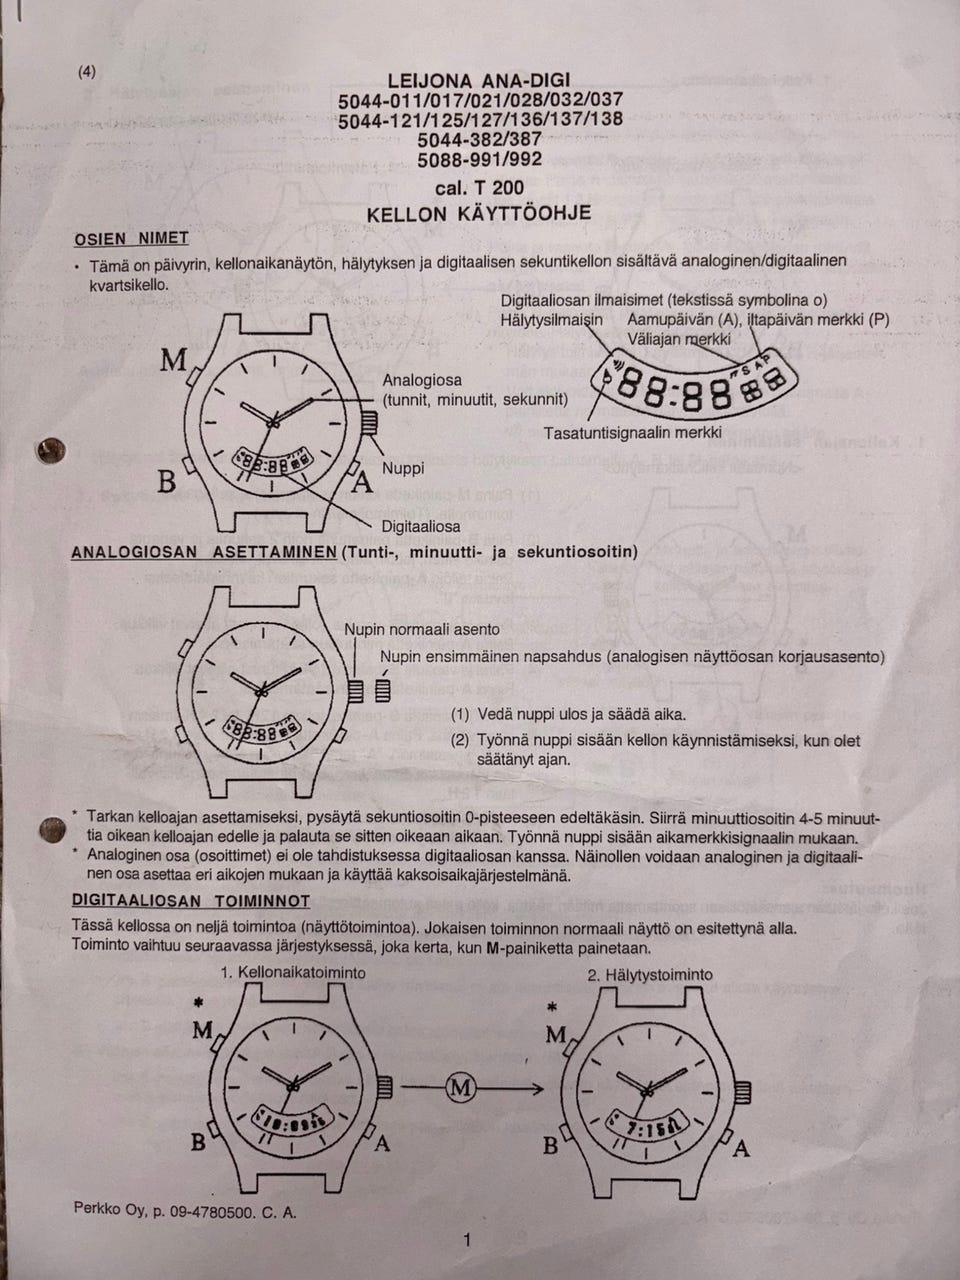 (4)
LEIJONA ANA-DIGI
5044-011/017/021/028/032/037
5044-121/125/127/136/137/138
5044-382/387
5088-991/992
cal. T 200
KELLON KÄYTTÖOHJE
OSIEN NIMET
• Tämä on päivyrin, kellonaikanäytön, hälytyksen ja digitaalisen sekuntikellon sisältävä analoginen/digitaalinen
kvartsikello.
Digitaaliosan ilmaisimet (tekstissä symbolina o)
Hälytysilmaisin Aamupäivän (A), iltapäivän merkki (P)
Väliajan merkki
M
S A P
88:88 88
Analogiosa
(tunnit, minuutit, sekunnit)
Tasatuntisignaalin merkki
88:88 88
Nuppi
B
A
Digitaaliosa
ANALOGIOSAN ASETTAMINEN (Tunti-, minuutti- ja sekuntiosoitin)
Nupin normaali asento
Nupin ensimmäinen napsahdus (analogisen näyttöosan korjausasento)
88:88 88
(1) Vedä nuppi ulos ja säädä aika.
(2) Työnnä nuppi sisään kellon käynnistämiseksi, kun olet
säätänyt ajan.
* Tarkan kelloajan asettamiseksi, pysäytä sekuntiosoitin 0-pisteeseen edeltäkäsin. Siirrä minuuttiosoitin 4-5 minuut-
tia oikean kelloajan edelle ja palauta se sitten oikeaan aikaan. Työnnä nuppi sisään aikamerkkisignaalin mukaan.
* Analoginen osa (osoittimet) ei ole tahdistuksessa digitaaliosan kanssa. Näinollen voidaan analoginen ja digitaali-
nen osa asettaa eri aikojen mukaan ja käyttää kaksoisaikajärjestelmänä.
DIGITAALIOSAN TOIMINNOT
Tässä kellossa on neljä toimintoa (näyttötoimintoa). Jokaisen toiminnon normaali näyttö on esitettynä alla.
Toiminto vaihtuu seuraavassa järjestyksessä, joka kerta, kun M-painiketta painetaan.
1. Kellonaikatoiminto
2. Hälytystoiminto
*
M
*
M
M
B
A
B
A
Perkko Oy, p. 09-4780500. C. A.
1